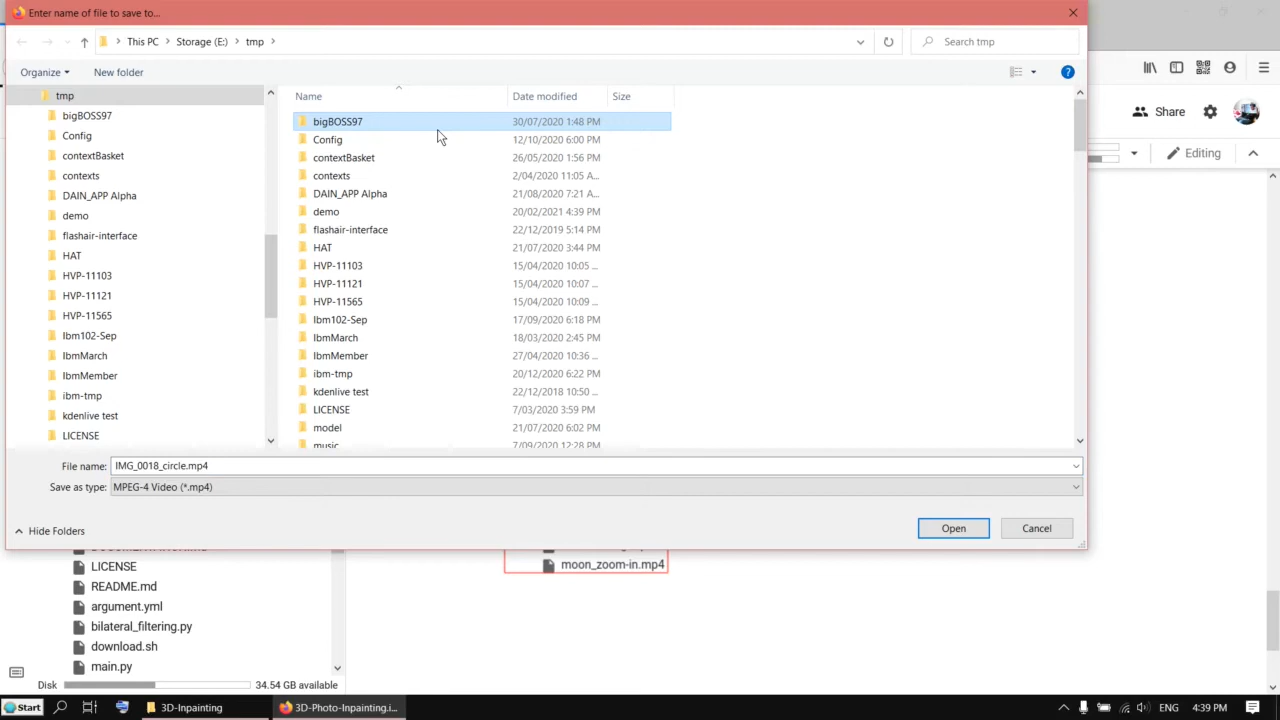 Enter name of file to save to...
This PC
Storage (E:)
tmp
Search tmp
Organize
New folder
?
Share
Editing
Name
Date modified
Size
tmp
bigBOSS97
Config
contextBasket
contexts
DAIN_APP Alpha
demo
flashair-interface
HAT
HVP-11103
HVP-11121
HVP-11565
Ibm102-Sep
IbmMarch
IbmMember
ibm-tmp
kdenlive test
LICENSE
bigBOSS97 30/07/2020 1:48 PM
Config 12/10/2020 6:00 PM
contextBasket 26/05/2020 1:56 PM
contexts 2/04/2020 11:05 A...
DAIN_APP Alpha 21/08/2020 7:21 A...
demo 20/02/2021 4:39 PM
flashair-interface 22/12/2019 5:14 PM
HAT 21/07/2020 3:44 PM
HVP-11103 15/04/2020 10:05 ...
HVP-11121 15/04/2020 10:07 ...
HVP-11565 15/04/2020 10:09 ...
Ibm102-Sep 17/09/2020 6:18 PM
IbmMarch 18/03/2020 2:45 PM
IbmMember 27/04/2020 10:36 ...
ibm-tmp 20/12/2020 6:22 PM
kdenlive test 22/12/2018 10:50 ...
LICENSE 7/03/2020 3:59 PM
model 21/07/2020 6:02 PM
music 7/09/2020 12:28 PM
File name: IMG_0018_circle.mp4
Save as type: MPEG-4 Video (*.mp4)
Hide Folders
Open
Cancel
LICENSE
README.md
argument.yml
bilateral_filtering.py
download.sh
main.py
moon_zoom-in.mp4
Disk 34.54 GB available
Start
3D-Inpainting
3D-Photo-Inpainting.i...
ENG
4:39 PM